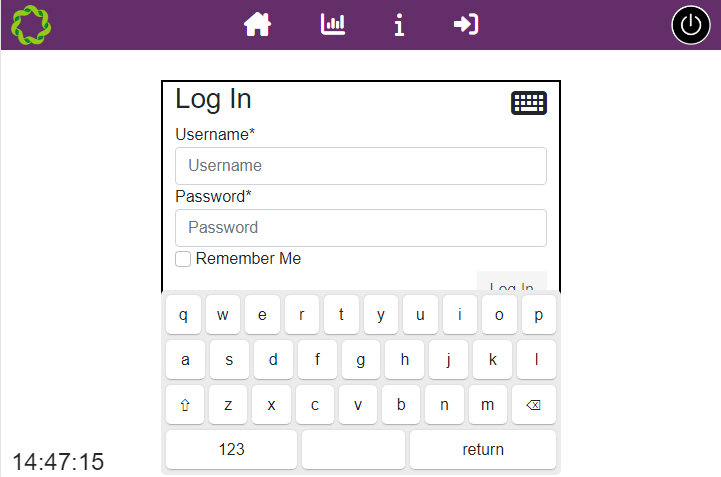 Log In
Username*
Username
Password*
Password
Remember Me
Log In
q w e r t y u i o p
a s d f g h j k l
⇧ z x c v b n m ⌫
123 return
14:47:15